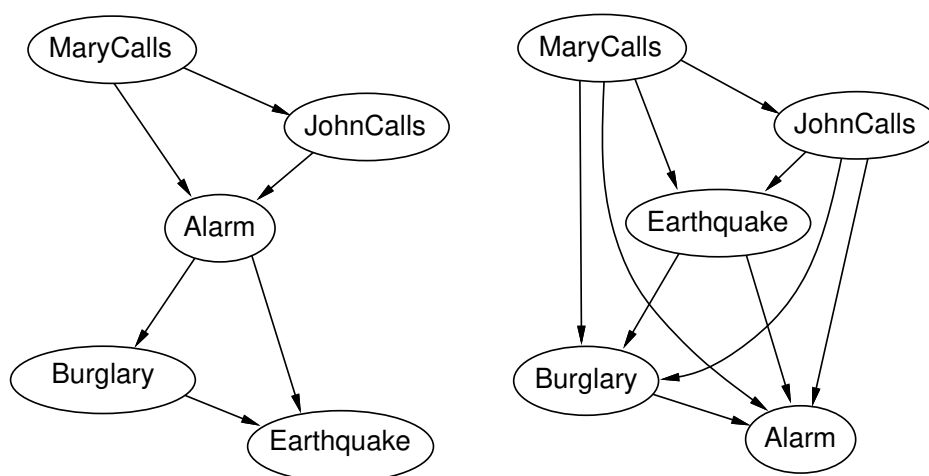 MaryCalls
JohnCalls
Alarm
Burglary
Earthquake
MaryCalls
JohnCalls
Earthquake
Burglary
Alarm